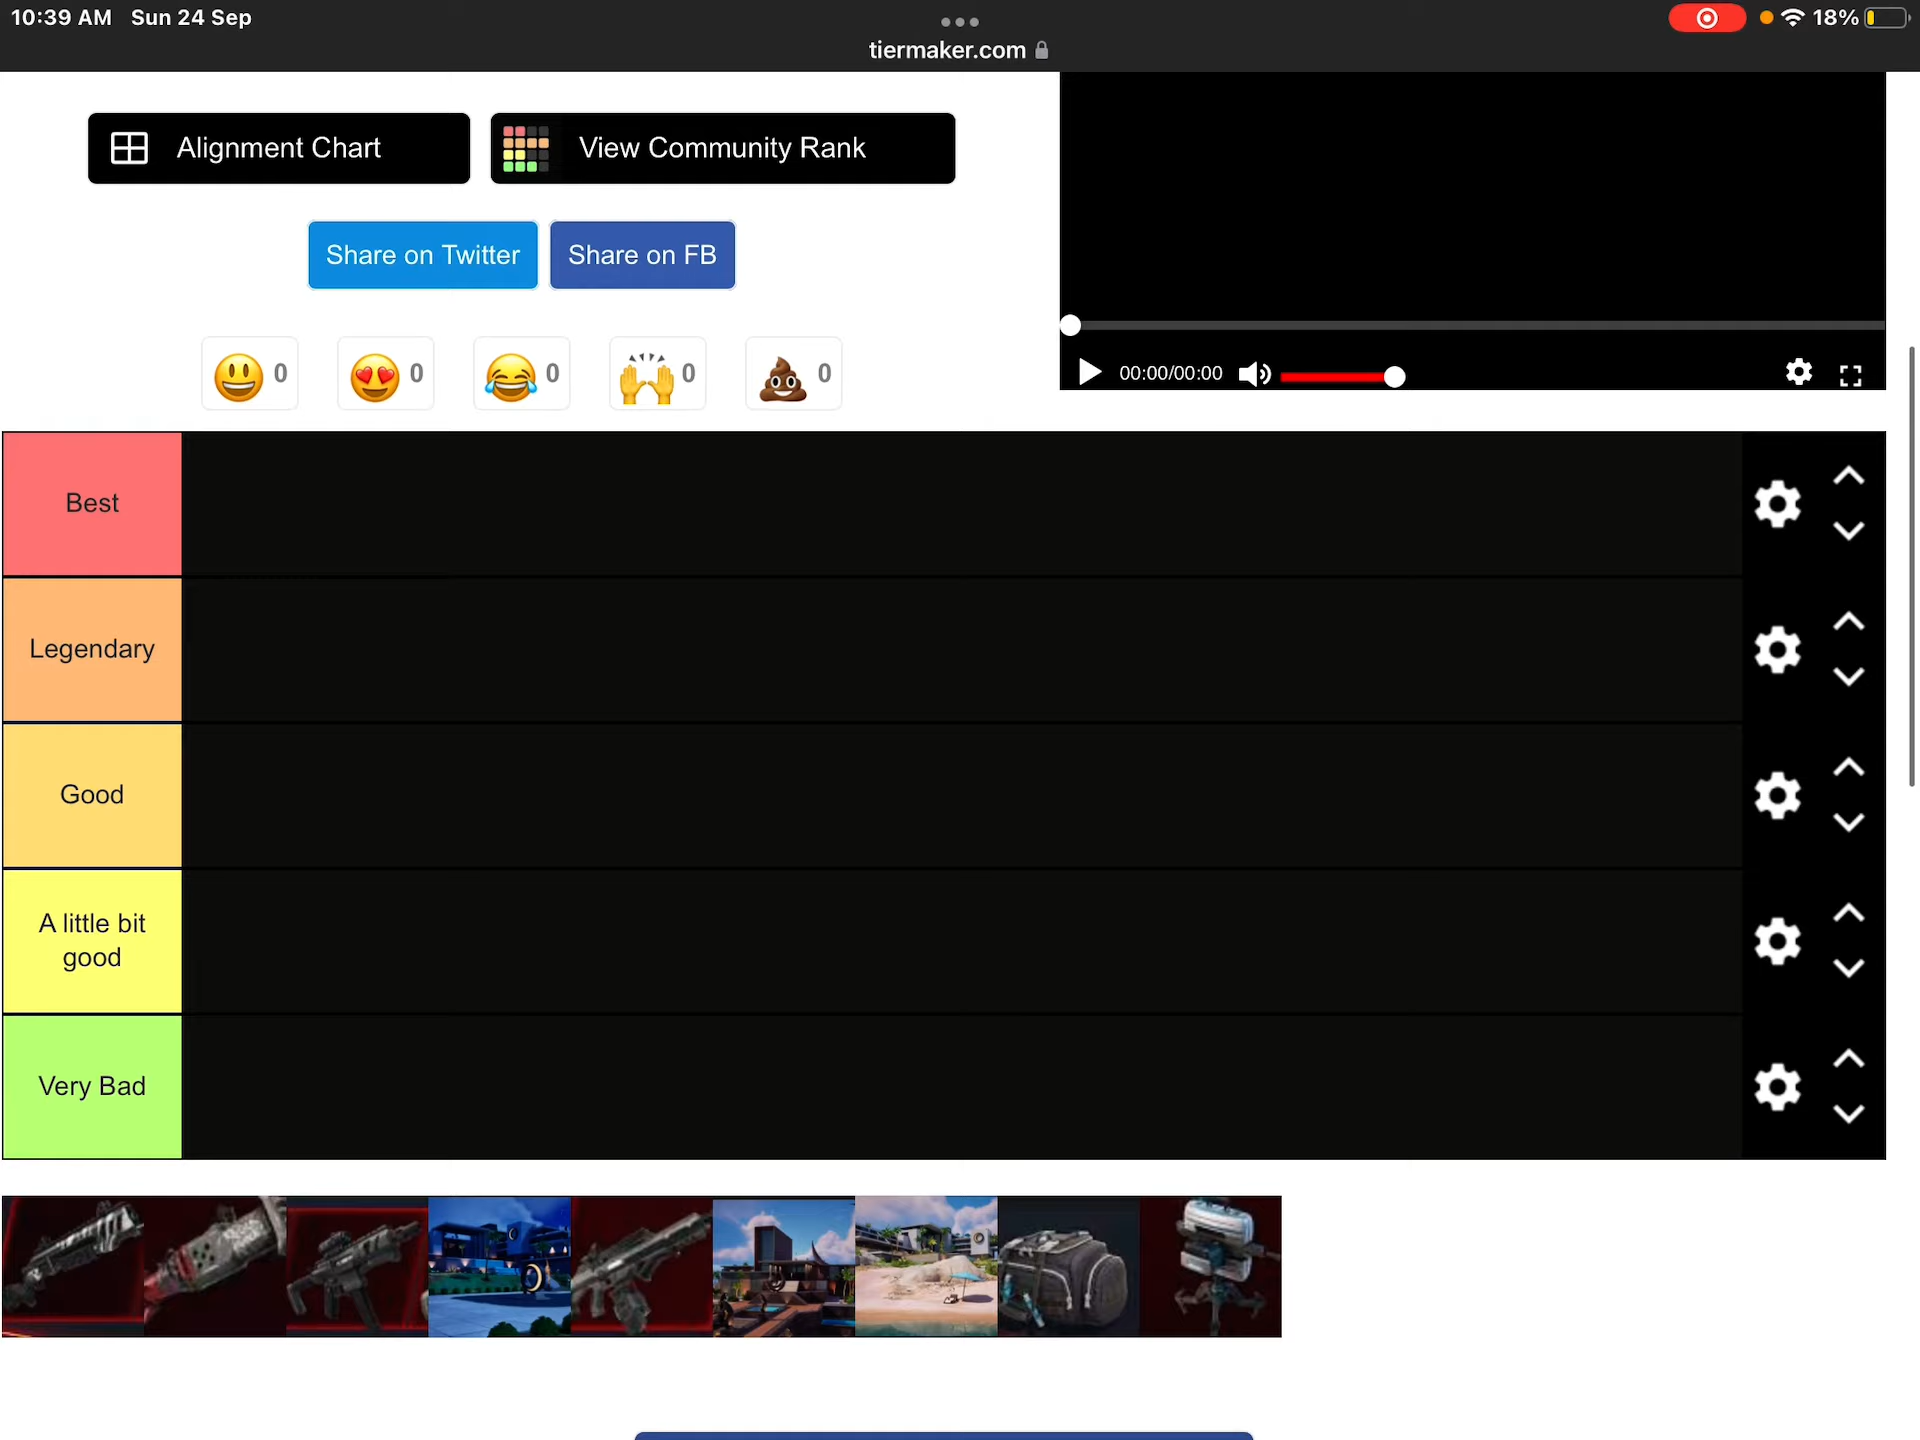 10:39 AM Sun 24 Sep
18%
tiermaker.com
Alignment Chart
View Community Rank
Share on Twitter
Share on FB
0
0
0
0
0
00:00/00:00
Best
Legendary
Good
A little bit
good
Very Bad